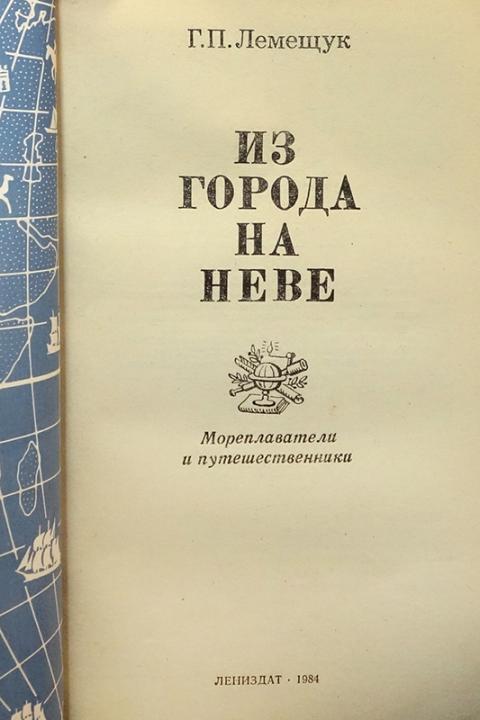 Г.П.Лемещук
ИЗ
ГОРОДА
НА
НЕВЕ
Мореплаватели
и путешественники
ЛЕНИЗДАТ · 1984